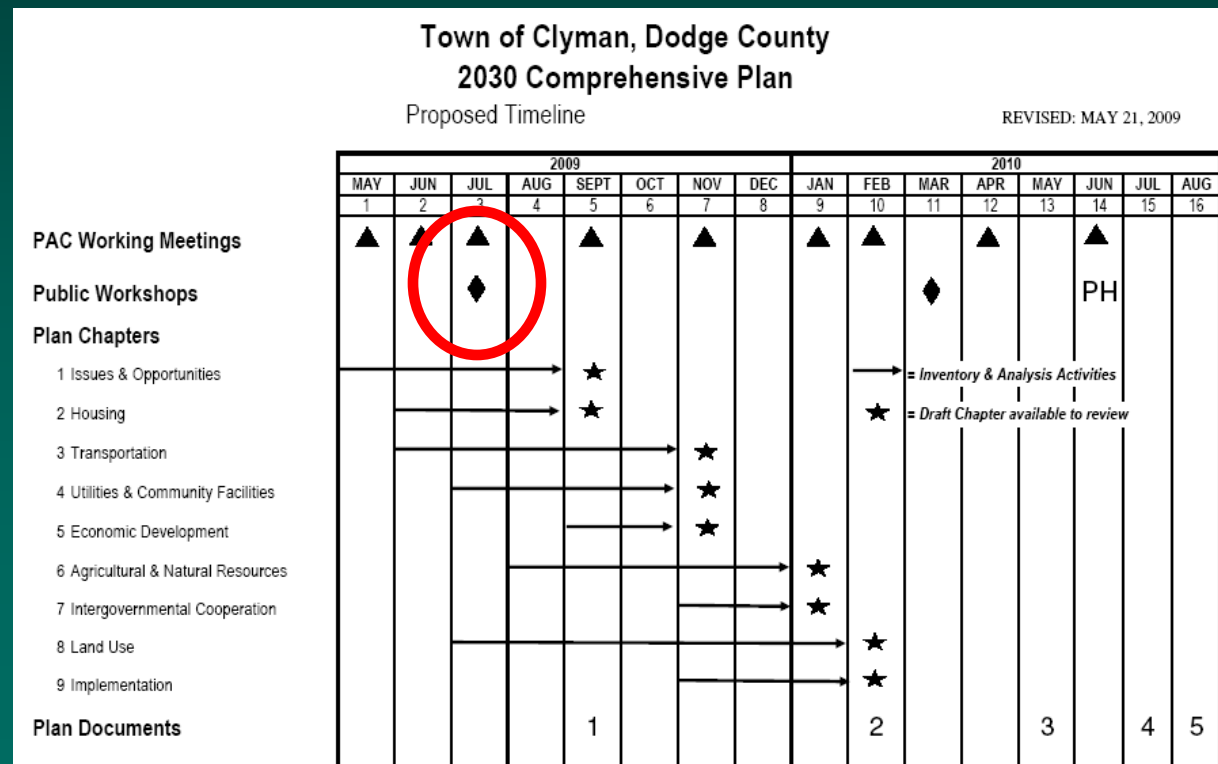 Town of Clyman, Dodge County
2030 Comprehensive Plan
Proposed Timeline
REVISED: MAY 21, 2009
2009 2010
MAY JUN JUL AUG SEPT OCT NOV DEC JAN FEB MAR APR MAY JUN JUL AUG
1 2 3 4 5 6 7 8 9 10 11 12 13 14 15 16
PAC Working Meetings
Public Workshops PH
Plan Chapters
1 Issues & Opportunities = Inventory & Analysis Activities
2 Housing = Draft Chapter available to review
3 Transportation
4 Utilities & Community Facilities
5 Economic Development
6 Agricultural & Natural Resources
7 Intergovernmental Cooperation
8 Land Use
9 Implementation
Plan Documents 1 2 3 4 5